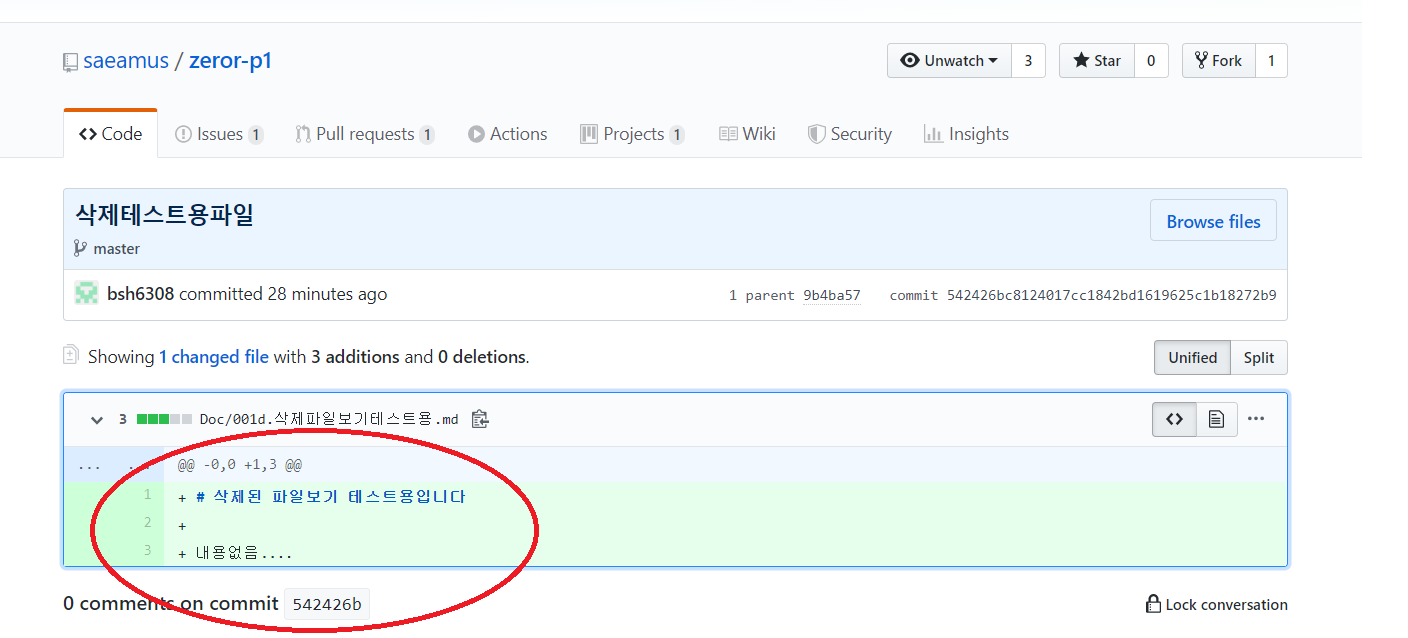 saeamus / zeror-p1
Unwatch 3 Star 0 Fork 1
Code Issues 1 Pull requests 1 Actions Projects 1 Wiki Security Insights
삭제테스트용파일
Browse files
master
bsh6308 committed 28 minutes ago 1 parent 9b4ba57 commit 542426bc8124017cc1842bd1619625c1b18272b9
Showing 1 changed file with 3 additions and 0 deletions.
Unified Split
3 Doc/001d.삭제파일보기테스트용.md
... ... @@ -0,0 +1,3 @@
1 + # 삭제된 파일보기 테스트용입니다
2 +
3 + 내용없음....
0 comments on commit 542426b
Lock conversation